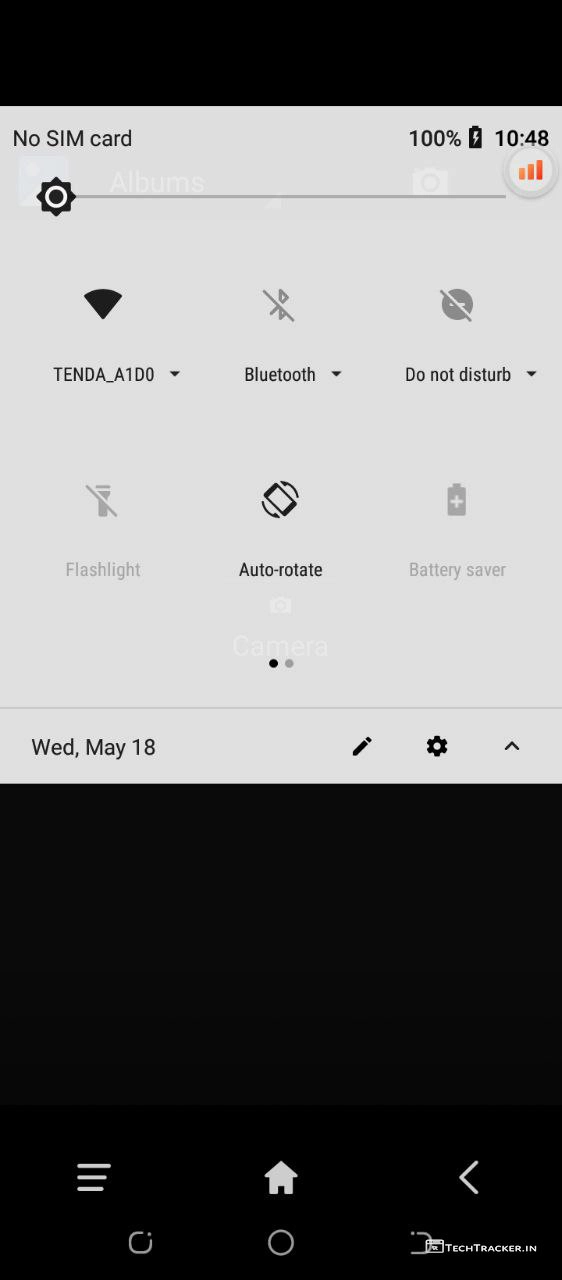 No SIM card 100% 10:48
Albums
TENDA_A1D0 Bluetooth Do not disturb
Flashlight Auto-rotate Battery saver
Camera
Wed, May 18
TECHTRACKER.IN